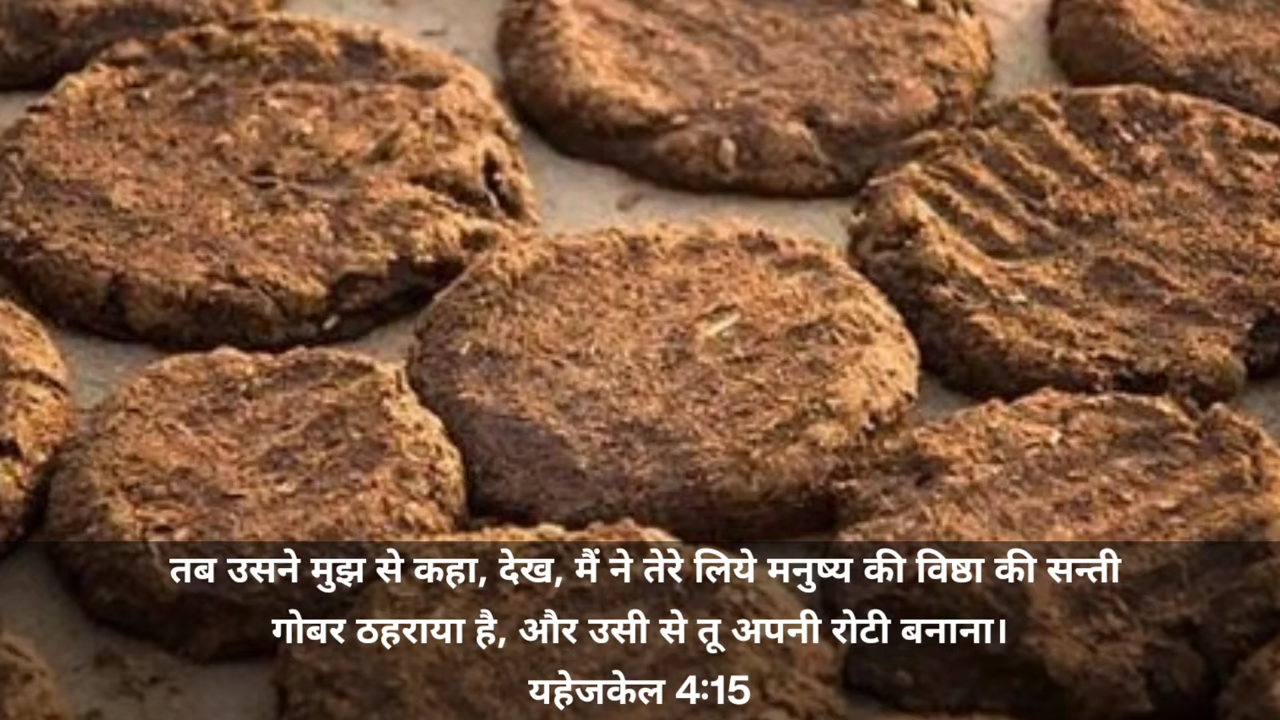 तब उसने मुझ से कहा, देख, मैं ने तेरे लिये मनुष्य की विष्ठा की सन्ती
गोबर ठहराया है, और उसी से तू अपनी रोटी बनाना।
यहेजकेल 4:15